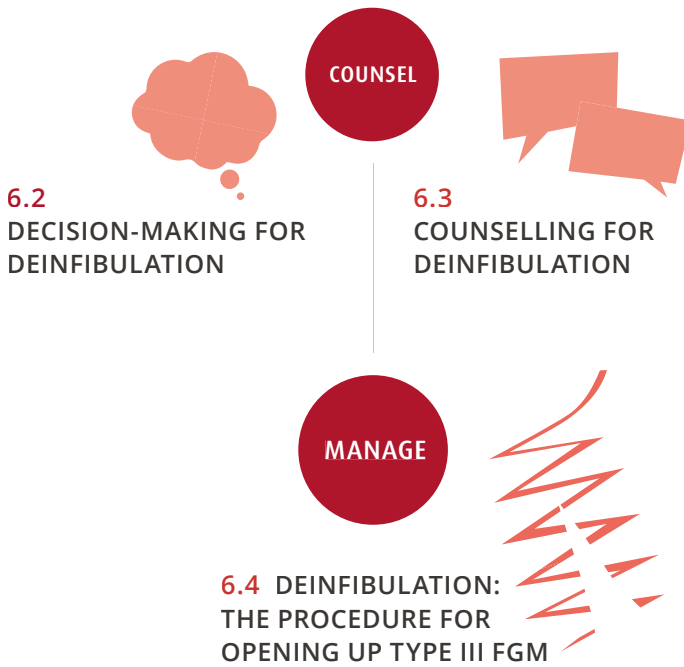 COUNSEL
6.2
DECISION-MAKING FOR
DEINFIBULATION
6.3
COUNSELLING FOR
DEINFIBULATION
MANAGE
6.4 DEINFIBULATION:
THE PROCEDURE FOR
OPENING UP TYPE III FGM